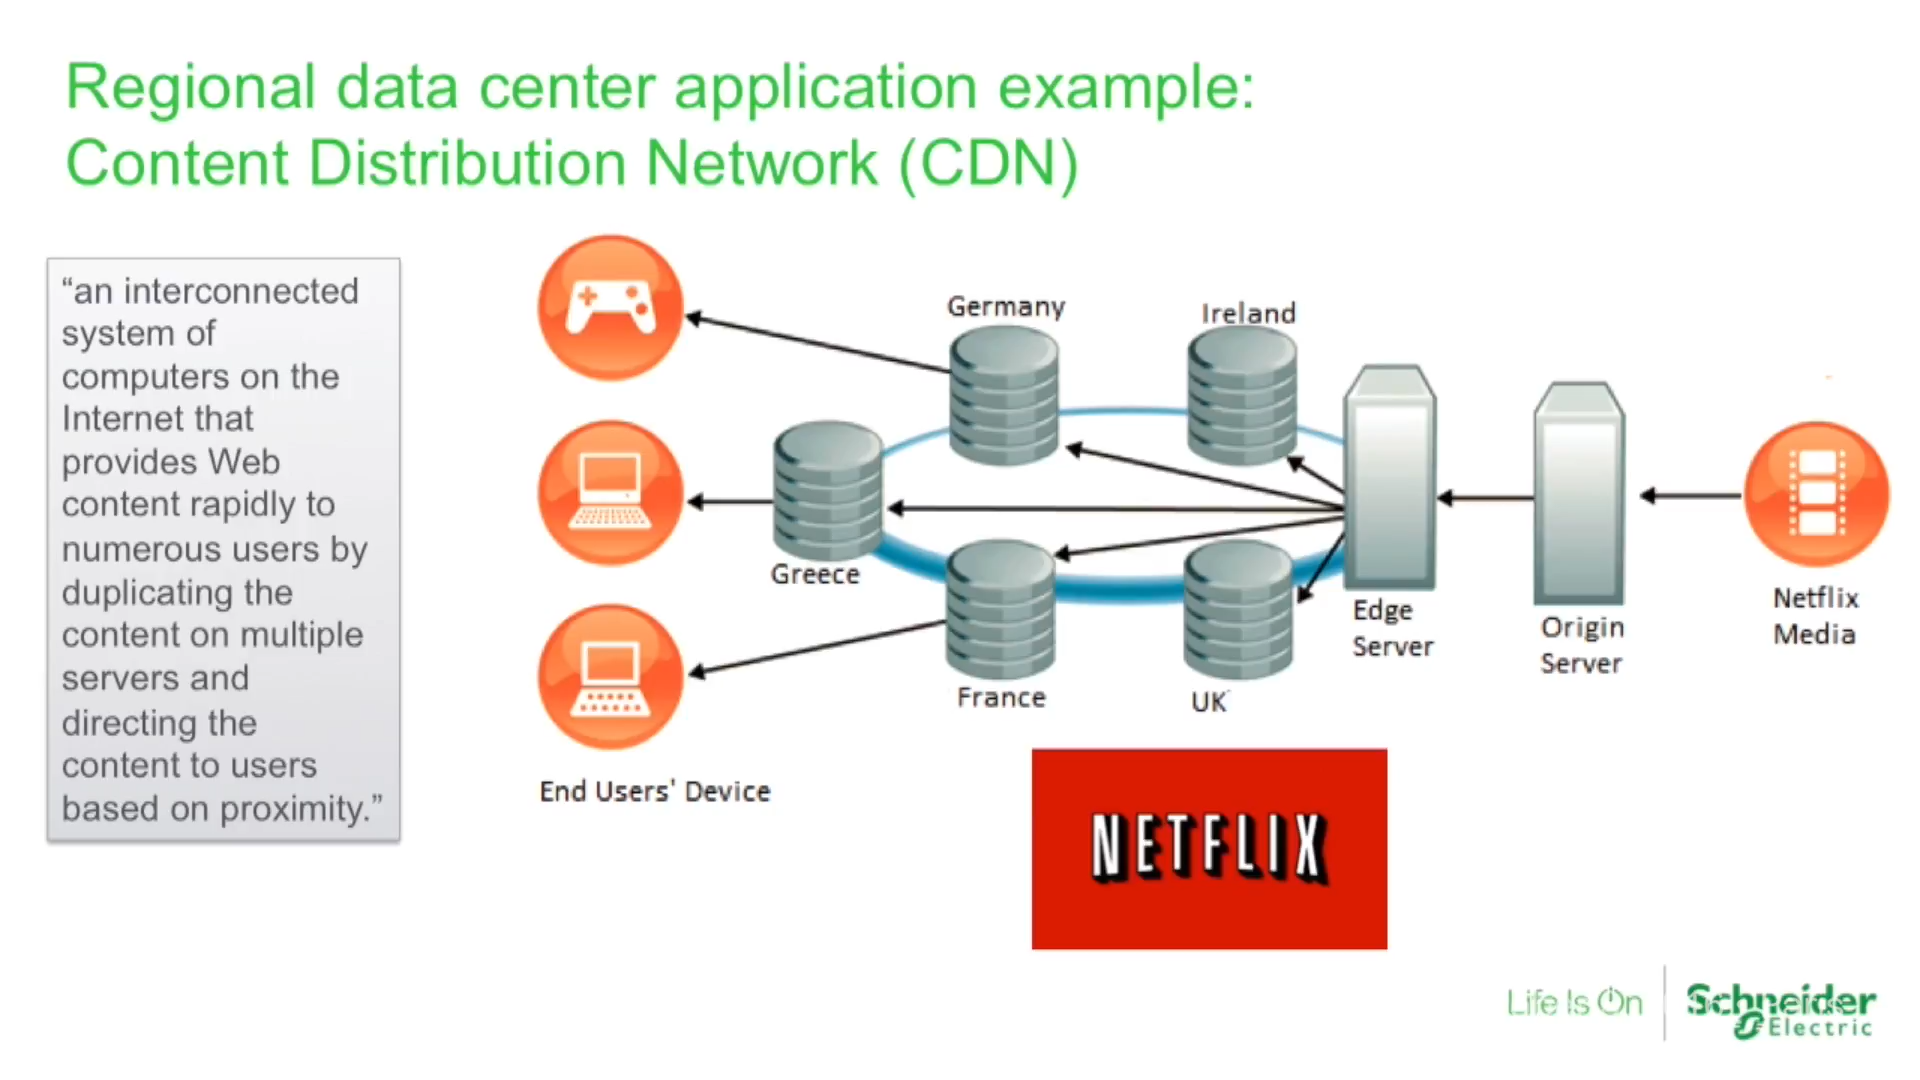 Regional data center application example:
Content Distribution Network (CDN)
“an interconnected
system of
computers on the
Internet that
provides Web
content rapidly to
numerous users by
duplicating the
content on multiple
servers and
directing the
content to users
based on proximity.”
Germany
Ireland
Greece
France
UK
Edge
Server
Origin
Server
Netflix
Media
End Users' Device
NETFLIX
Life Is On
Schneider
Electric